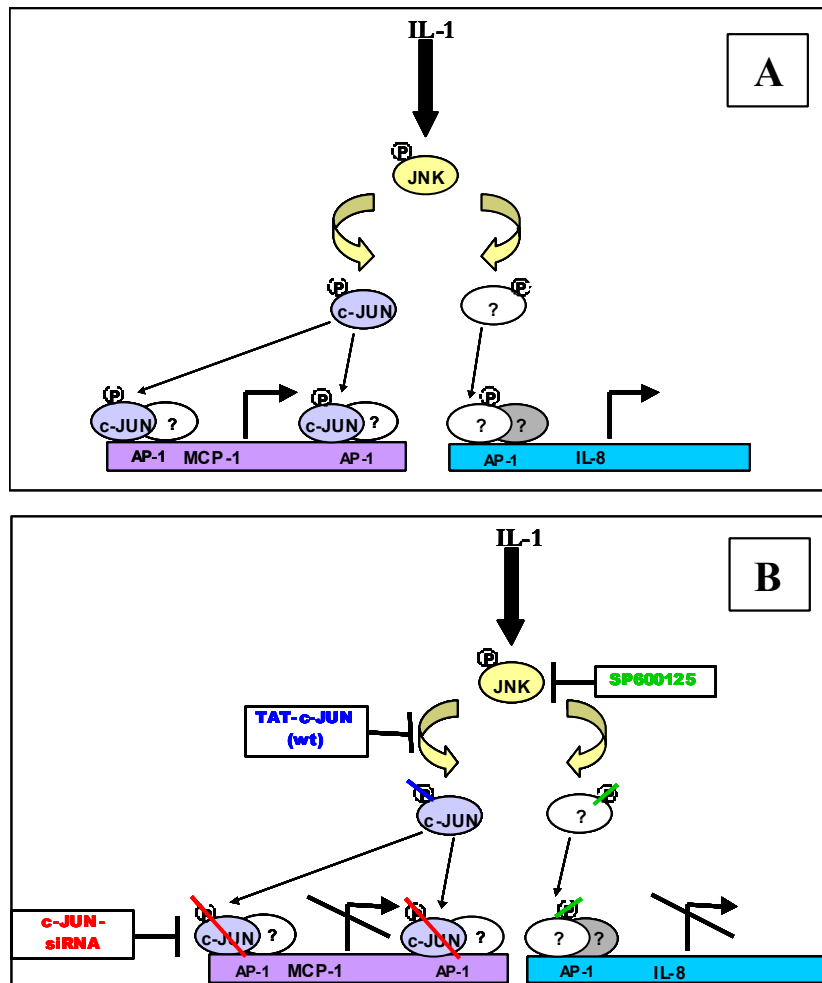 IL-1
A
P
JNK
P
c-JUN
P
?
P
c-JUN ?
P
c-JUN ?
P
? ?
AP-1 MCP-1 AP-1
AP-1 IL-8
IL-1
B
P
JNK
SP600125
TAT-c-JUN
(wt)
P
c-JUN
P
?
c-JUN-
siRNA
P
c-JUN ?
P
c-JUN ?
P
? ?
AP-1 MCP-1 AP-1
AP-1 IL-8